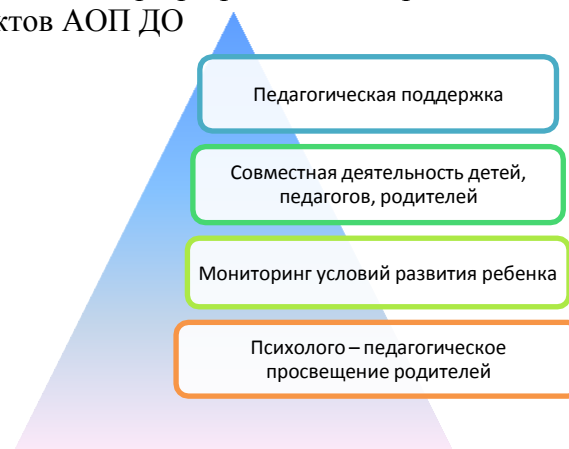 ктов АОП ДО
Педагогическая поддержка
Совместная деятельность детей,
педагогов, родителей
Мониторинг условий развития ребенка
Психолого – педагогическое
просвещение родителей